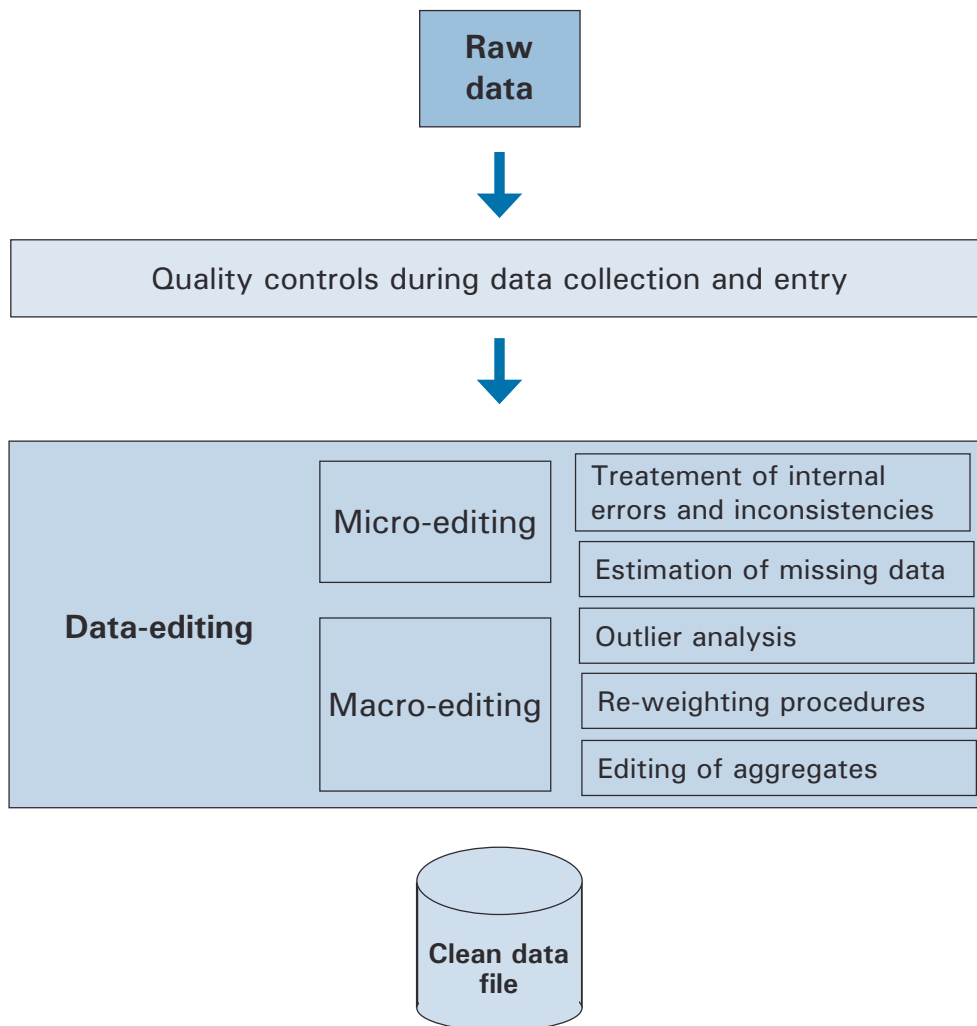 Raw
data
Quality controls during data collection and entry
Data-editing
Micro-editing
Treatement of internal
errors and inconsistencies
Estimation of missing data
Macro-editing
Outlier analysis
Re-weighting procedures
Editing of aggregates
Clean data
file